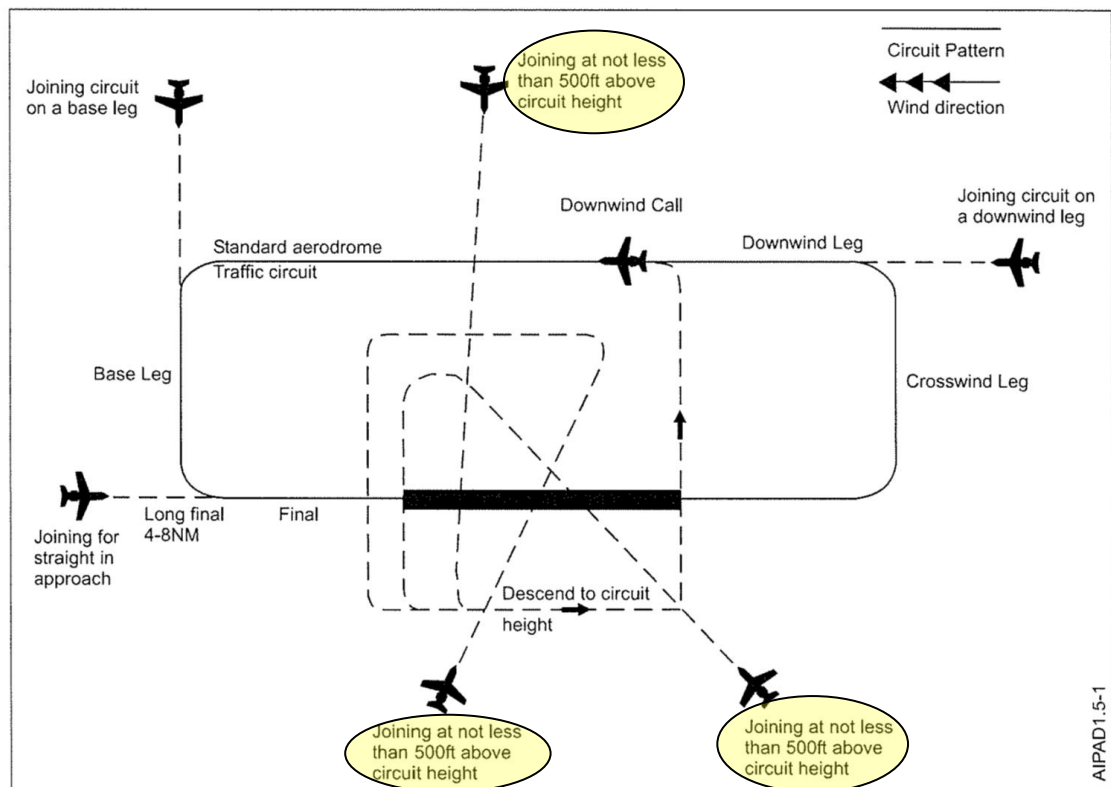 Joining circuit
on a base leg
Joining at not less
than 500ft above
circuit height
Circuit Pattern
Wind direction
Joining circuit on
a downwind leg
Downwind Call
Downwind Leg
Standard aerodrome
Traffic circuit
Base Leg
Crosswind Leg
Long final
4-8NM
Final
Joining for
straight in
approach
Descend to circuit
height
Joining at not less
than 500ft above
circuit height
Joining at not less
than 500ft above
circuit height
AIPAD1.5-1